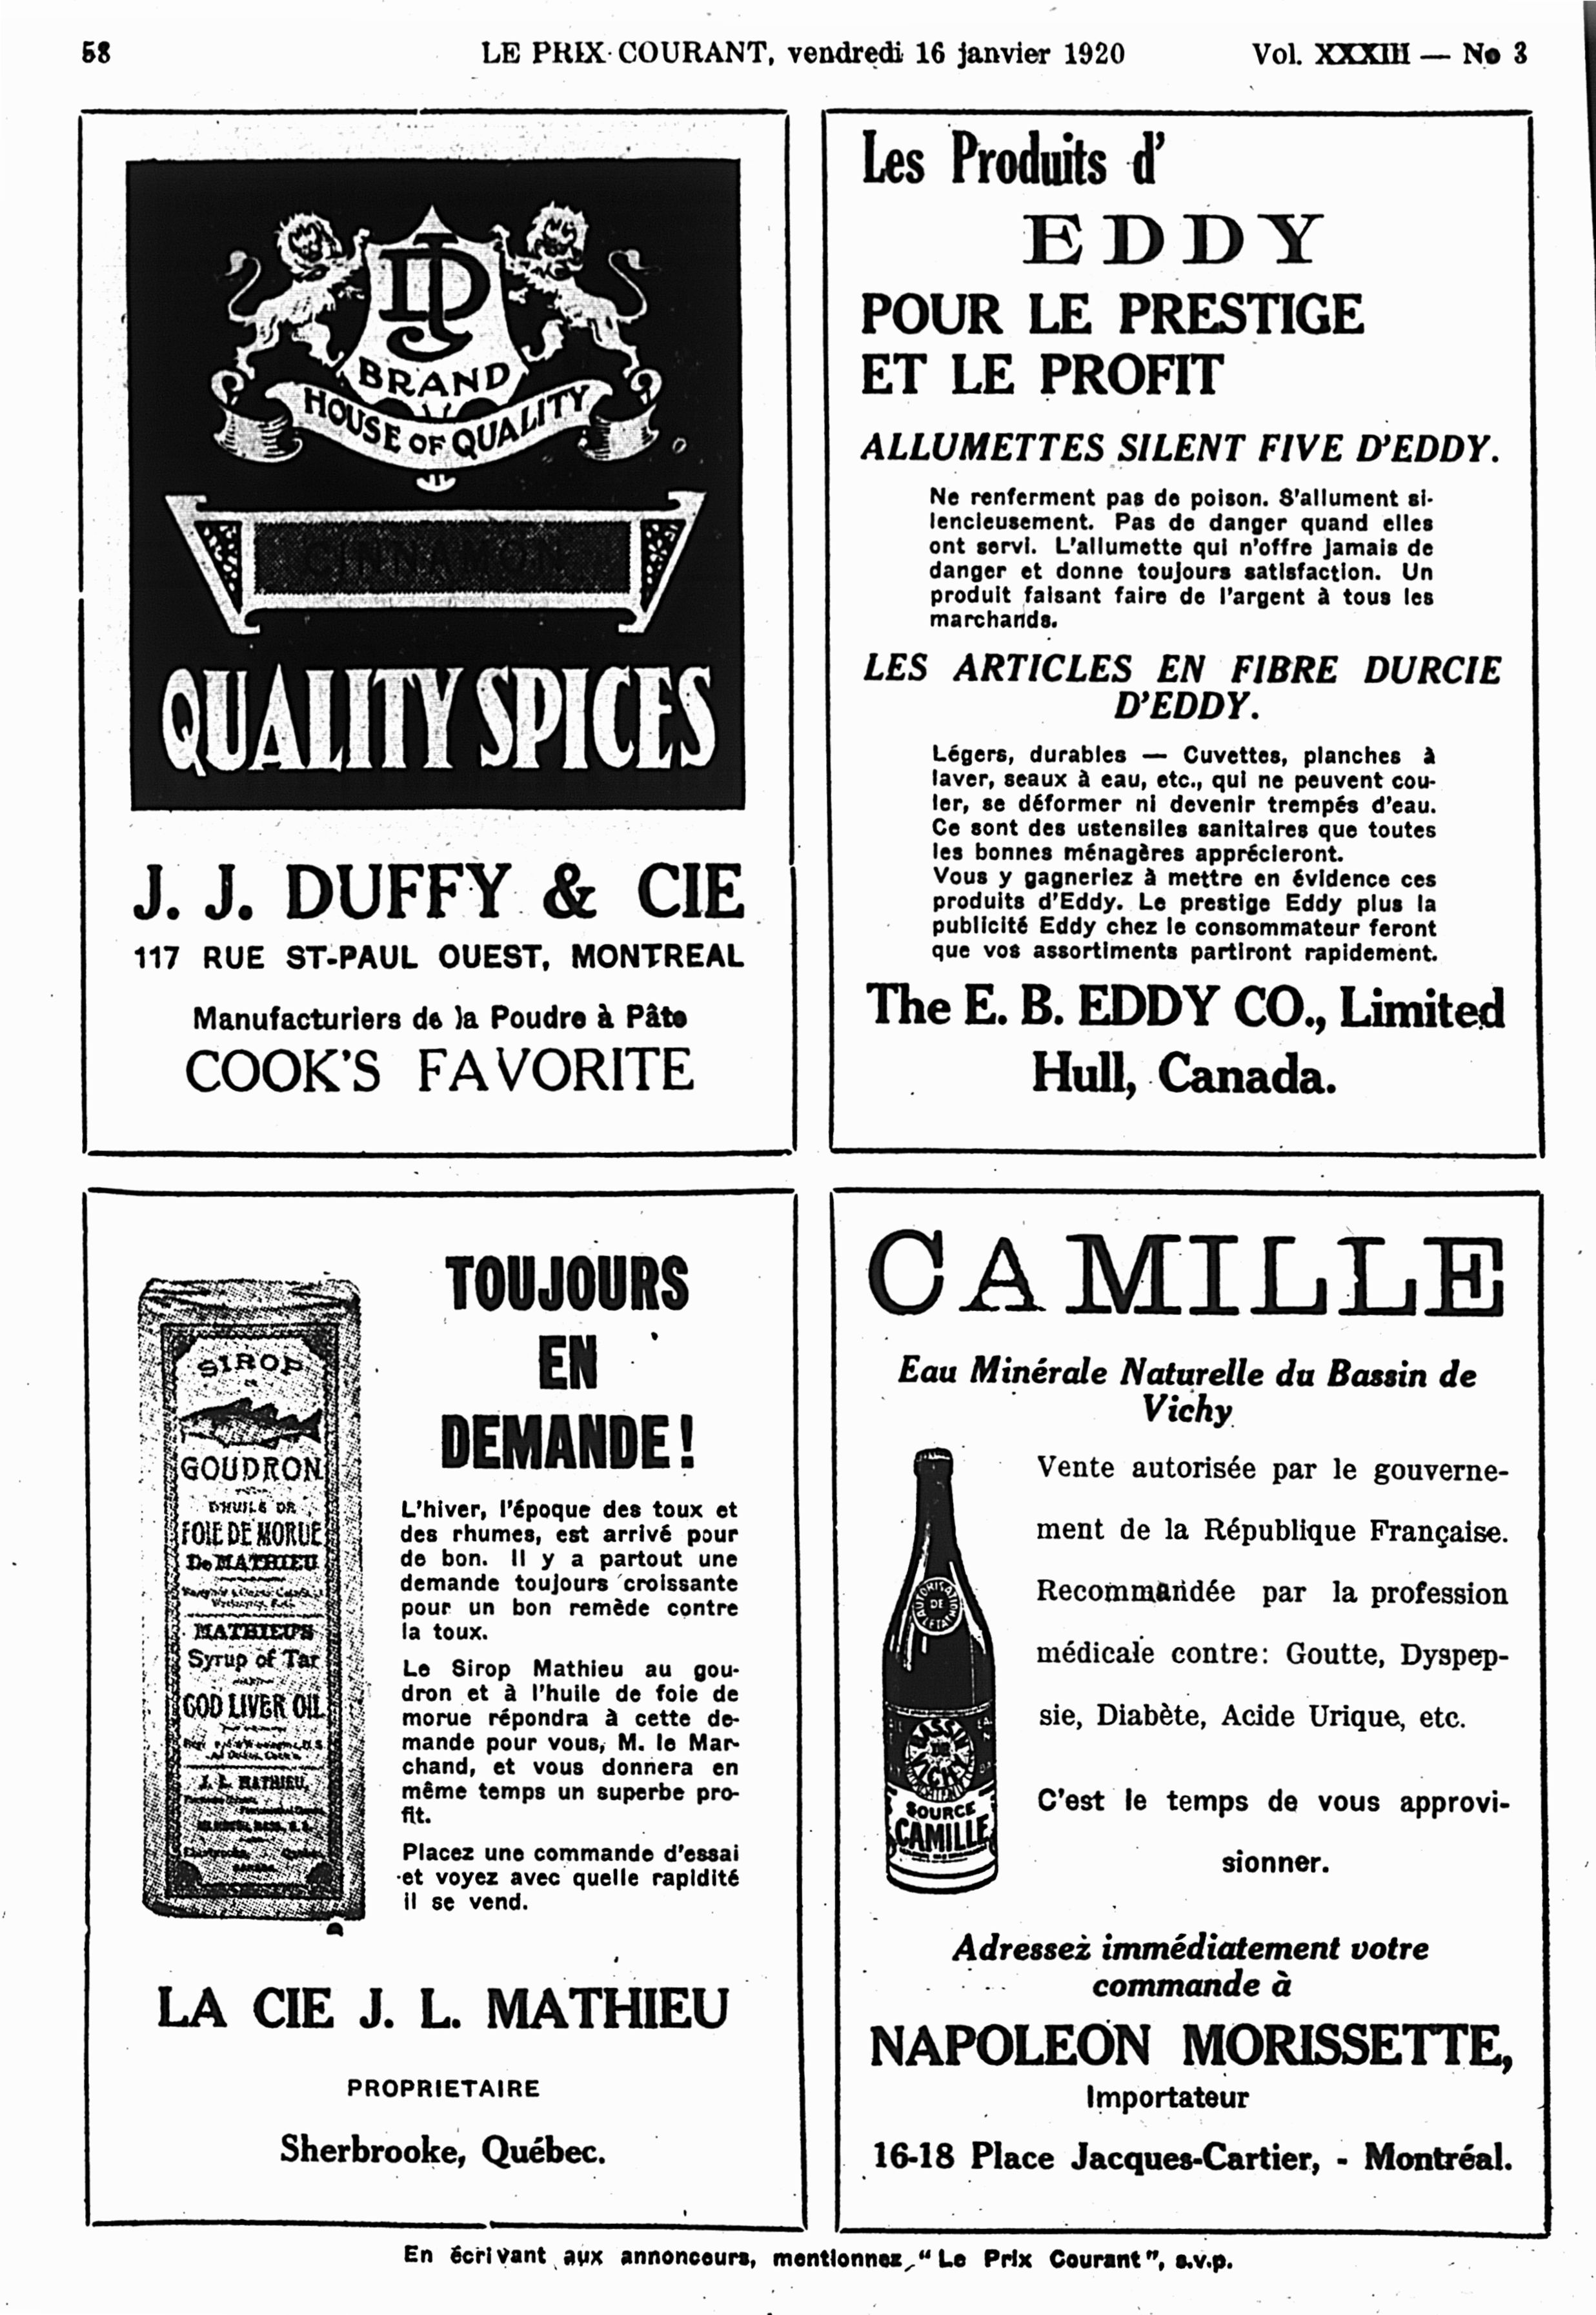 58 LE PRIX COURANT, vendredi 16 janvier 1920 Vol. XXXIII — No 3
DJ
BRAND
HOUSE OF QUALITY
CINNAMON
QUALITY SPICES
J. J. DUFFY & CIE
117 RUE ST-PAUL OUEST, MONTREAL
Manufacturiers de la Poudre à Pâte
COOK'S FAVORITE
Les Produits d'
EDDY
POUR LE PRESTIGE
ET LE PROFIT
ALLUMETTES SILENT FIVE D'EDDY.
Ne renferment pas de poison. S'allument si-
lencieusement. Pas de danger quand elles
ont servi. L'allumette qui n'offre jamais de
danger et donne toujours satisfaction. Un
produit faisant faire de l'argent à tous les
marchands.
LES ARTICLES EN FIBRE DURCIE
D'EDDY.
Légers, durables — Cuvettes, planches à
laver, seaux à eau, etc., qui ne peuvent cou-
ler, se déformer ni devenir trempés d'eau.
Ce sont des ustensiles sanitaires que toutes
les bonnes ménagères apprécieront.
Vous y gagneriez à mettre en évidence ces
produits d'Eddy. Le prestige Eddy plus la
publicité Eddy chez le consommateur feront
que vos assortiments partiront rapidement.
The E. B. EDDY CO., Limited
Hull, Canada.
SIROP
GOUDRON
D'HUILE DE
FOIE DE MORUE
De MATHIEU
MATHIEU'S
Syrup of Tar
COD LIVER OIL
J. L. MATHIEU,
TOUJOURS
EN
DEMANDE!
L'hiver, l'époque des toux et
des rhumes, est arrivé pour
de bon. Il y a partout une
demande toujours croissante
pour un bon remède contre
la toux.
Le Sirop Mathieu au gou-
dron et à l'huile de foie de
morue répondra à cette de-
mande pour vous, M. le Mar-
chand, et vous donnera en
même temps un superbe pro-
fit.
Placez une commande d'essai
et voyez avec quelle rapidité
il se vend.
LA CIE J. L. MATHIEU
PROPRIETAIRE
Sherbrooke, Québec.
CAMILLE
Eau Minérale Naturelle du Bassin de
Vichy
DE
BASSIN
DE
VICHY
SOURCE
CAMILLE
Vente autorisée par le gouverne-
ment de la République Française.
Recommandée par la profession
médicale contre: Goutte, Dyspep-
sie, Diabète, Acide Urique, etc.
C'est le temps de vous approvi-
sionner.
Adressez immédiatement votre
commande à
NAPOLEON MORISSETTE,
Importateur
16-18 Place Jacques-Cartier, - Montréal.
En écrivant aux annonceurs, mentionnez "Le Prix Courant", s.v.p.